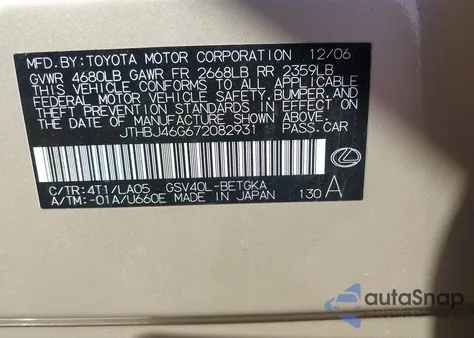 MFD.BY:TOYOTA MOTOR CORPORATION 12/06
GVWR 4680LB GAWR FR 2668LB RR 2359LB
THIS VEHICLE CONFORMS TO ALL APPLICABLE
FEDERAL MOTOR VEHICLE SAFETY,BUMPER,AND
THEFT PREVENTION STANDARDS IN EFFECT ON
THE DATE OF MANUFACTURE SHOWN ABOVE.
JTHBJ46G672082931 PASS.CAR
C/TR:4T1/LA05 GSV40L-BETGKA
A/TM:-01A/U660E MADE IN JAPAN 130 A
autoSnap